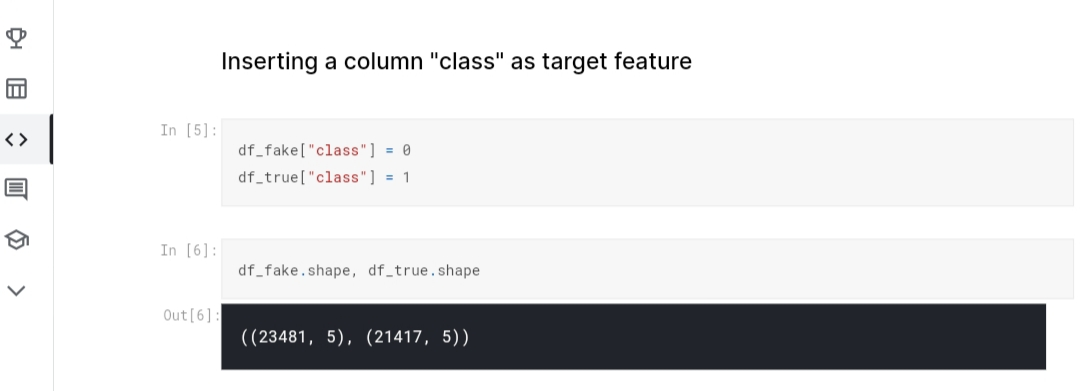 Inserting a column "class" as target feature
In [5]:
df_fake["class"] = 0
df_true["class"] = 1
In [6]:
df_fake.shape, df_true.shape
Out[6]:
((23481, 5), (21417, 5))